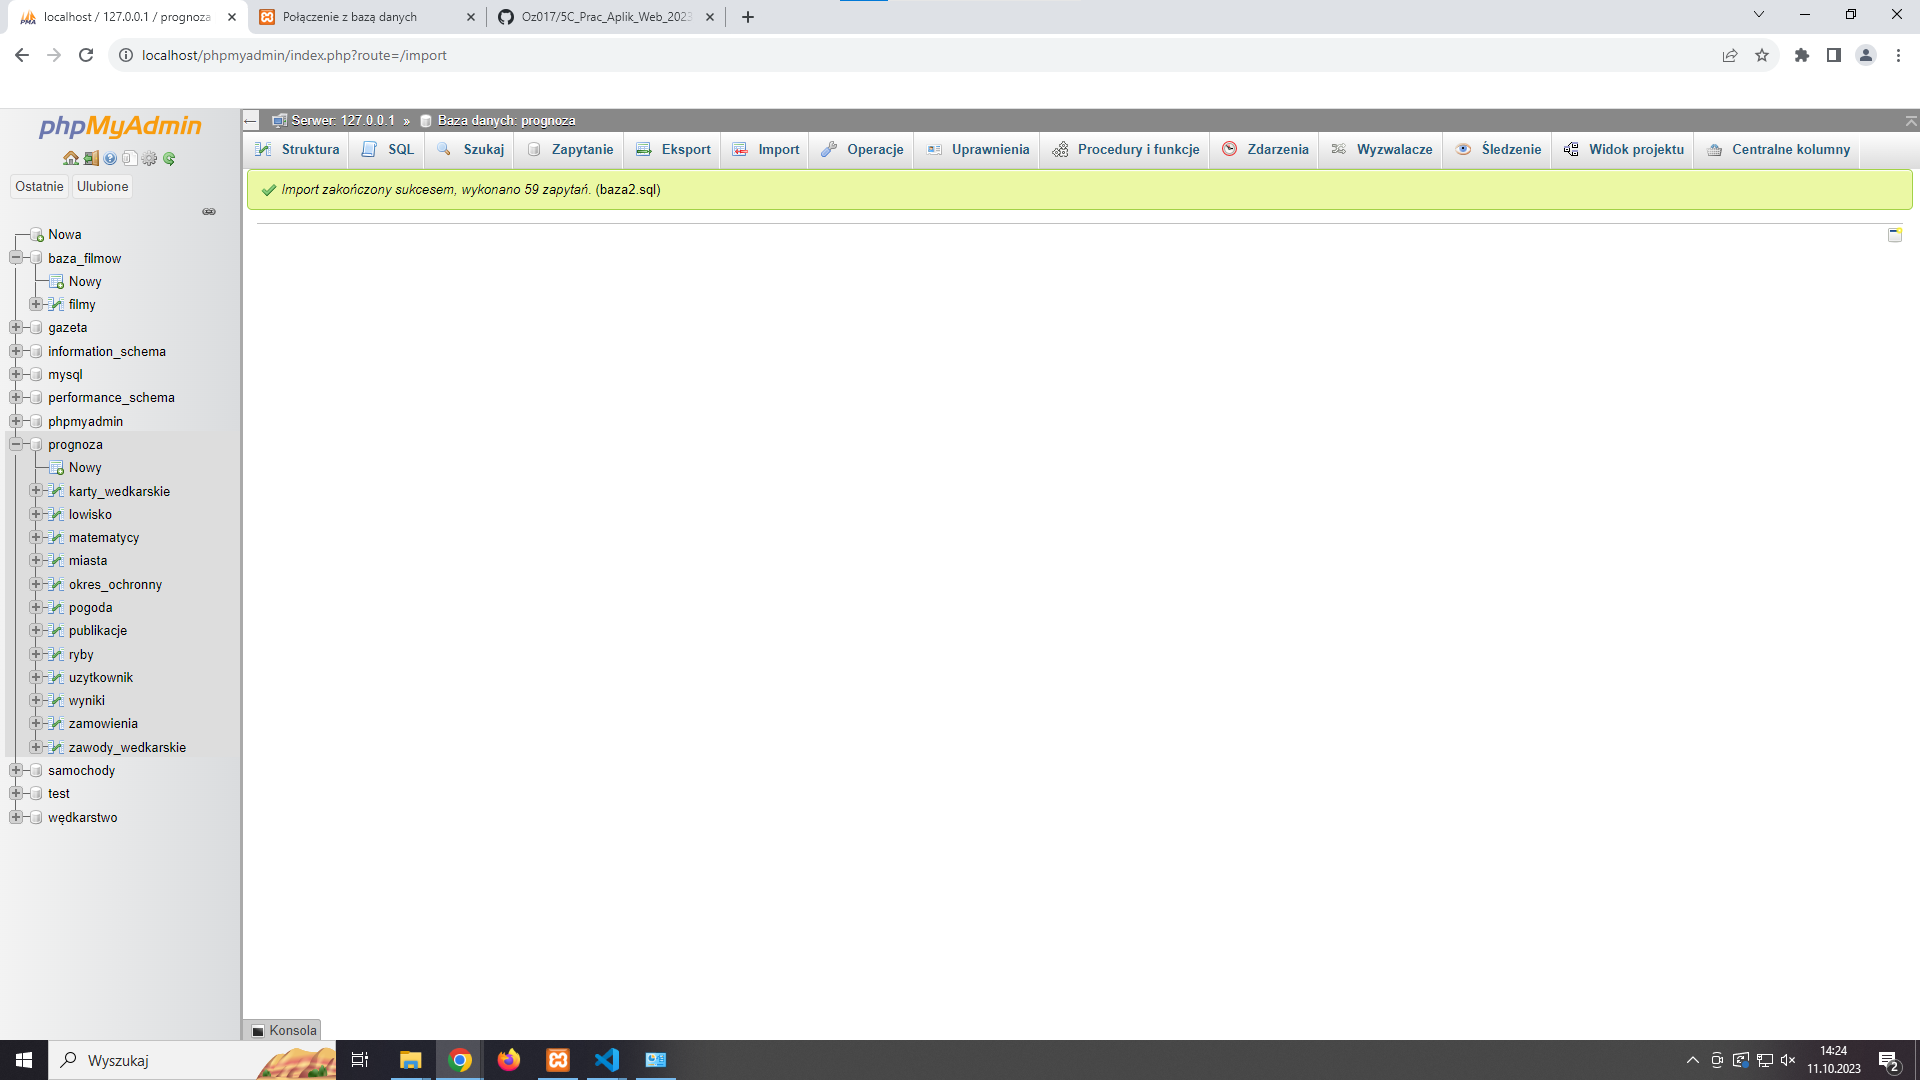 localhost / 127.0.0.1 / prognoza
Połączenie z bazą danych
Oz017/5C_Prac_Aplik_Web_2023
localhost/phpmyadmin/index.php?route=/import
phpMyAdmin
Ostatnie
Ulubione
Nowa
baza_filmow
Nowy
filmy
gazeta
information_schema
mysql
performance_schema
phpmyadmin
prognoza
Nowy
karty_wedkarskie
lowisko
matematycy
miasta
okres_ochronny
pogoda
publikacje
ryby
uzytkownik
wyniki
zamowienia
zawody_wedkarskie
samochody
test
wędkarstwo
Serwer: 127.0.0.1 » Baza danych: prognoza
Struktura
SQL
Szukaj
Zapytanie
Eksport
Import
Operacje
Uprawnienia
Procedury i funkcje
Zdarzenia
Wyzwalacze
Śledzenie
Widok projektu
Centralne kolumny
Import zakończony sukcesem, wykonano 59 zapytań. (baza2.sql)
Konsola
Wyszukaj
14:24
11.10.2023
2